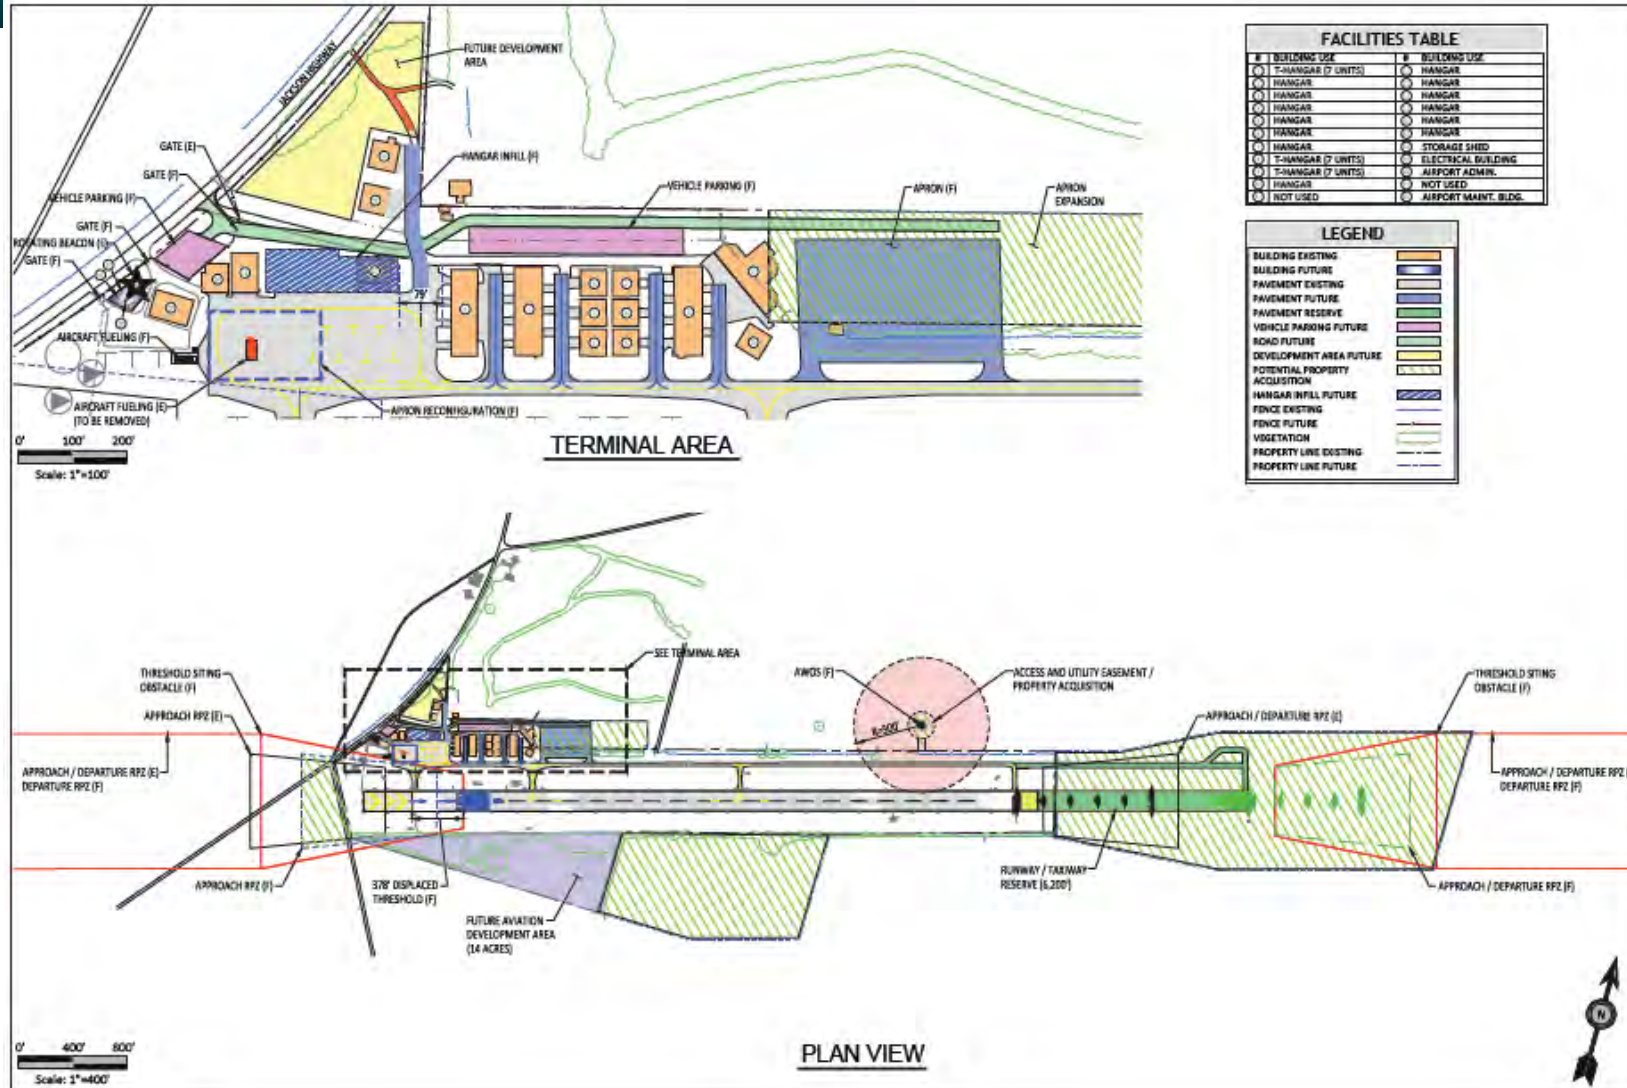 JACKSON HIGHWAY
FUTURE DEVELOPMENT
AREA
GATE (E)
HANGAR INFILL (F)
GATE (F)
VEHICLE PARKING (F)
VEHICLE PARKING (F)
APRON (F)
APRON
EXPANSION
GATE (F)
ROTATING BEACON
GATE (F)
79'
AIRCRAFT FUELING (F)
AIRCRAFT FUELING (E)
(TO BE REMOVED)
APRON RECONFIGURATION (F)
0' 100' 200'
Scale: 1"=100'
TERMINAL AREA
FACILITIES TABLE
# BUILDING USE # BUILDING USE
T-HANGAR (7 UNITS) HANGAR
HANGAR HANGAR
HANGAR HANGAR
HANGAR HANGAR
HANGAR HANGAR
HANGAR HANGAR
HANGAR STORAGE SHED
T-HANGAR (7 UNITS) ELECTRICAL BUILDING
T-HANGAR (7 UNITS) AIRPORT ADMIN.
HANGAR NOT USED
NOT USED AIRPORT MAINT. BLDG.
LEGEND
BUILDING EXISTING
BUILDING FUTURE
PAVEMENT EXISTING
PAVEMENT FUTURE
PAVEMENT RESERVE
VEHICLE PARKING FUTURE
ROAD FUTURE
DEVELOPMENT AREA FUTURE
POTENTIAL PROPERTY
ACQUISITION
HANGAR INFILL FUTURE
FENCE EXISTING
FENCE FUTURE
VEGETATION
PROPERTY LINE EXISTING
PROPERTY LINE FUTURE
SEE TERMINAL AREA
THRESHOLD SITING
OBSTACLE (F)
APPROACH RPZ (E)
APPROACH / DEPARTURE RPZ (E)
DEPARTURE RPZ (F)
APPROACH RPZ (F)
378' DISPLACED
THRESHOLD (F)
FUTURE AVIATION
DEVELOPMENT AREA
(14 ACRES)
AWOS (F)
ACCESS AND UTILITY EASEMENT /
PROPERTY ACQUISITION
R=500'
APPROACH / DEPARTURE RPZ (E)
THRESHOLD SITING
OBSTACLE (F)
APPROACH / DEPARTURE RPZ
DEPARTURE RPZ (F)
RUNWAY / TAXIWAY
RESERVE (6,200')
APPROACH / DEPARTURE RPZ (F)
0' 400' 800'
Scale: 1"=400'
PLAN VIEW
N